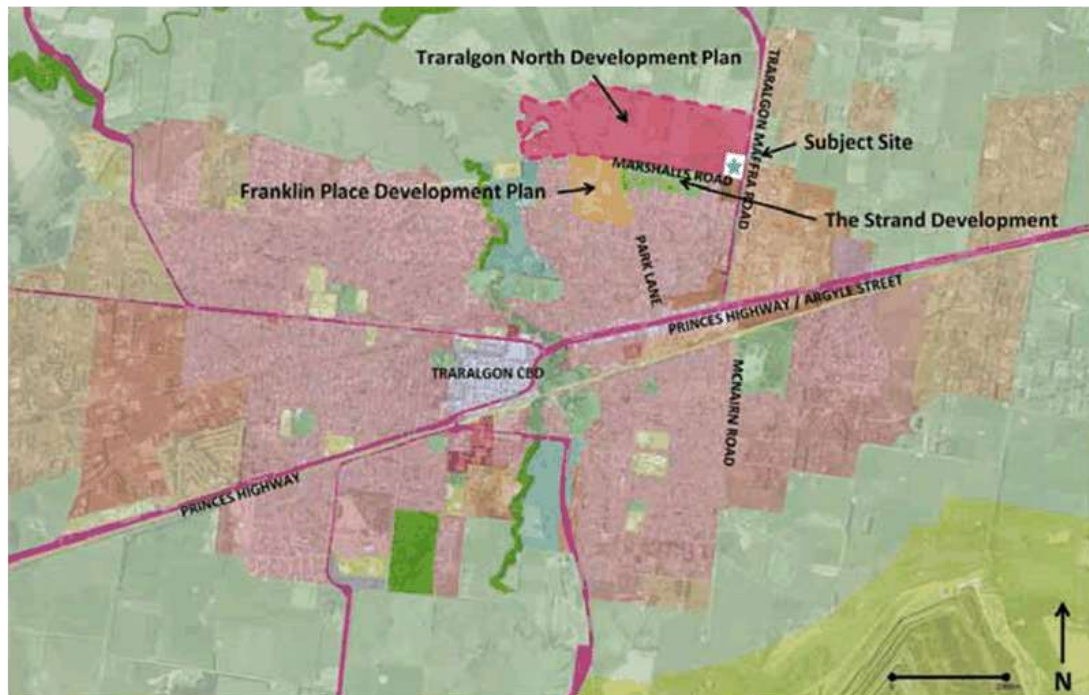 Traralgon North Development Plan
TRARALGON MAFFRA ROAD
Subject Site
MARSHALLS ROAD
Franklin Place Development Plan
The Strand Development
PARK LANE
PRINCES HIGHWAY / ARGYLE STREET
TRARALGON CBD
MCNAIRN ROAD
PRINCES HIGHWAY
N